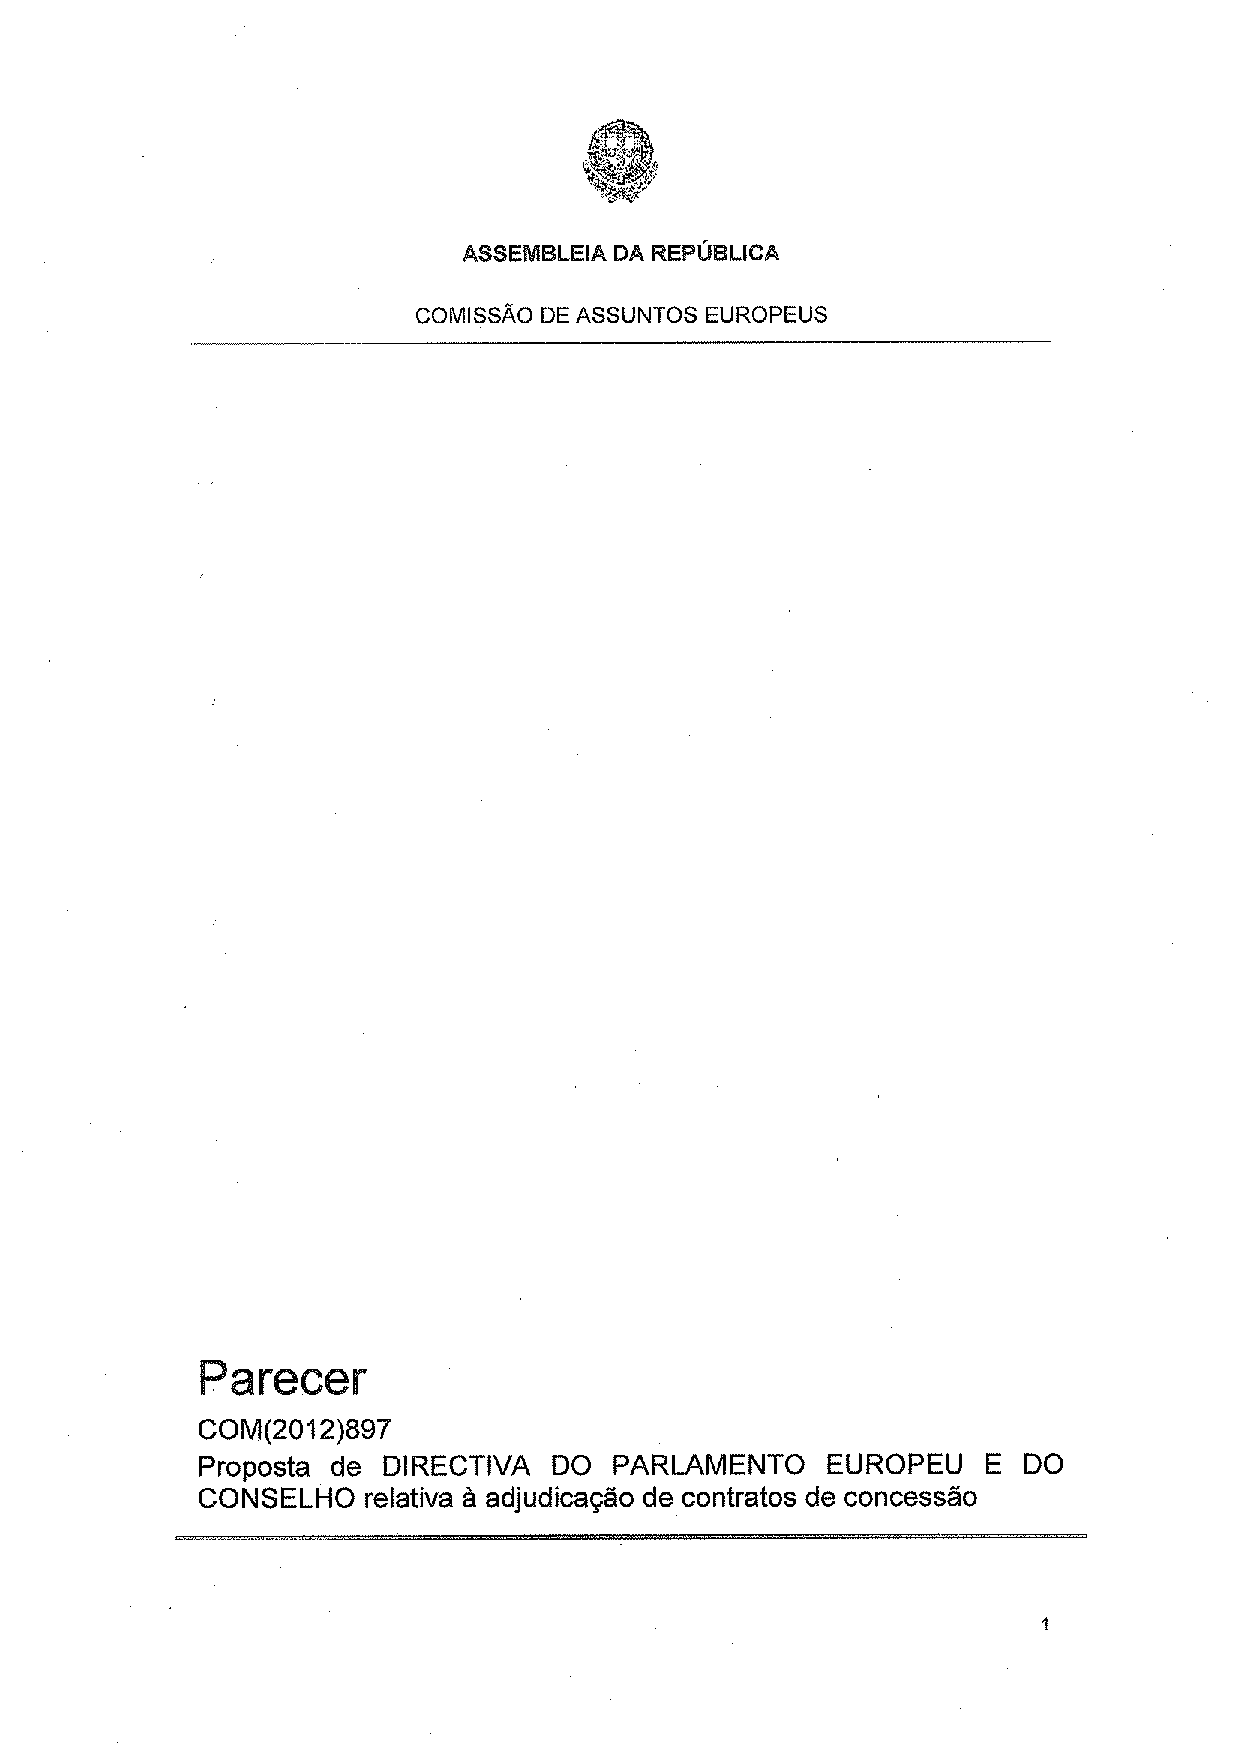 ASSEMBLEIA DA REPÚBLICA
COMISSÃO DE ASSUNTOS EUROPEUS
Parecer
COM(2012)897
Proposta de DIRECTIVA DO PARLAMENTO EUROPEU E DO
CONSELHO relativa à adjudicação de contratos de concessão
1